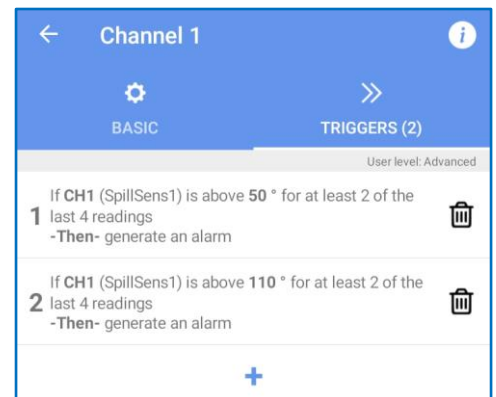 Channel 1
i
BASIC
TRIGGERS (2)
User level: Advanced
If CH1 (SpillSens1) is above 50 ° for at least 2 of the
1 last 4 readings
-Then- generate an alarm
If CH1 (SpillSens1) is above 110 ° for at least 2 of the
2 last 4 readings
-Then- generate an alarm
+